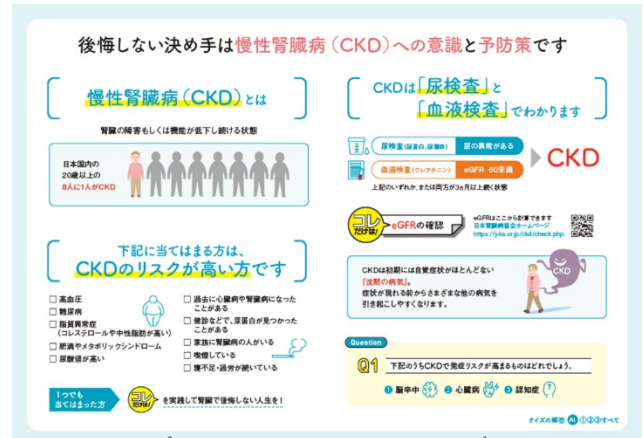 後悔しない決め手は慢性腎臓病（CKD）への意識と予防策です
慢性腎臓病（CKD）とは
腎臓の障害もしくは機能が低下し続ける状態
日本国内の
20歳以上の
8人に1人がCKD
下記に当てはまる方は、
CKDのリスクが高い方です
□ 高血圧
□ 糖尿病
□ 脂質異常症
（コレステロールや中性脂肪が高い）
□ 肥満やメタボリックシンドローム
□ 尿酸値が高い
□ 過去に心臓病や腎臓病になった
ことがある
□ 健診などで、尿蛋白が見つかった
ことがある
□ 家族に腎臓病の人がいる
□ 喫煙している
□ 寝不足・過労が続いている
1つでも
当てはまった方
コレ
だけは!
を実践して腎臓で後悔しない人生を!
CKDは「尿検査」と
「血液検査」でわかります
尿検査（尿蛋白、尿潜血）
尿の異常がある
血液検査（クレアチニン）
eGFR 60未満
CKD
上記のいずれか、または両方が3ヵ月以上続く状態
コレ
だけは!
eGFRの確認
eGFRはここから計算できます
日本腎臓病協会ホームページ
https://j-ka.or.jp/ckd/check.php
CKDは初期には自覚症状がほとんどない
「沈黙の病気」。
症状が現れる前からさまざまな他の病気を
引き起こしやすくなります。
CKD
Question
Q1 下記のうちCKDで発症リスクが高まるものはどれでしょう。
① 脳卒中 ② 心臓病 ③ 認知症
クイズの解答 A1 ①②③すべて